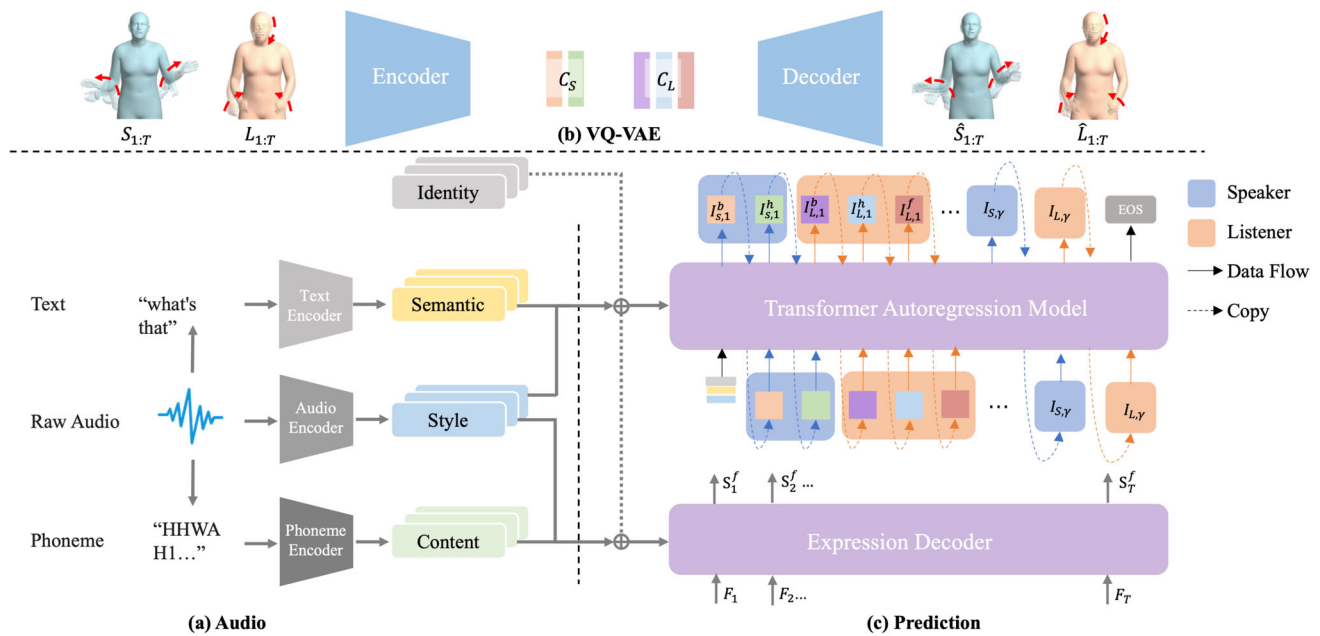 Encoder
C_S
C_L
Decoder
S_{1:T}
L_{1:T}
(b) VQ-VAE
Ŝ_{1:T}
L̂_{1:T}
Identity
I^b_{s,1}
I^h_{s,1}
I^b_{L,1}
I^h_{L,1}
I^f_{L,1}
...
I_{S,γ}
I_{L,γ}
EOS
Speaker
Listener
Data Flow
Copy
Text
“what's
that”
Text
Encoder
Semantic
Transformer Autoregression Model
Raw Audio
Audio
Encoder
Style
...
I_{S,γ}
I_{L,γ}
S^f_1
S^f_2 ...
S^f_T
Phoneme
“HHWA
H1…”
Phoneme
Encoder
Content
Expression Decoder
F_1
F_2...
F_T
(a) Audio
(c) Prediction